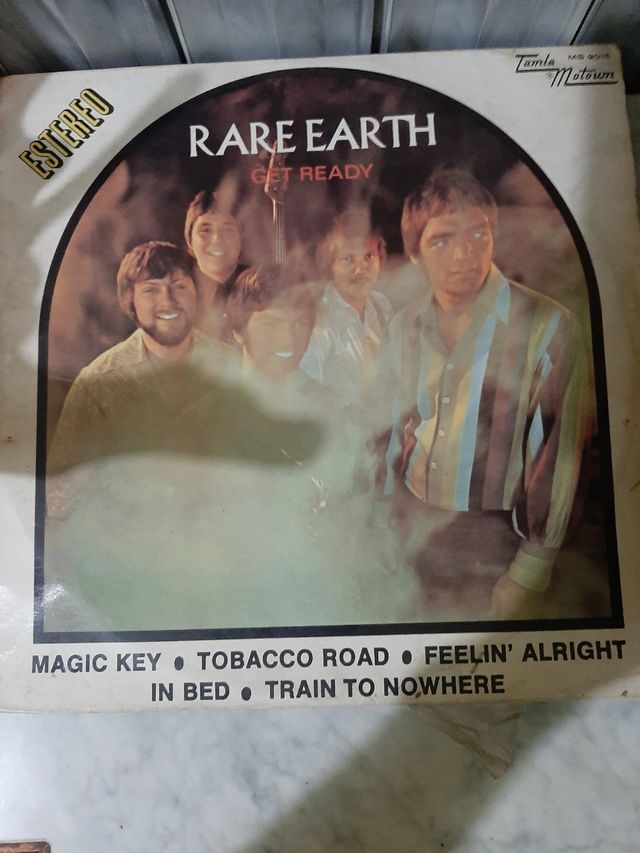 ESTEREO
Tamla Motown
RARE EARTH
GET READY
MAGIC KEY • TOBACCO ROAD • FEELIN' ALRIGHT
IN BED • TRAIN TO NOWHERE